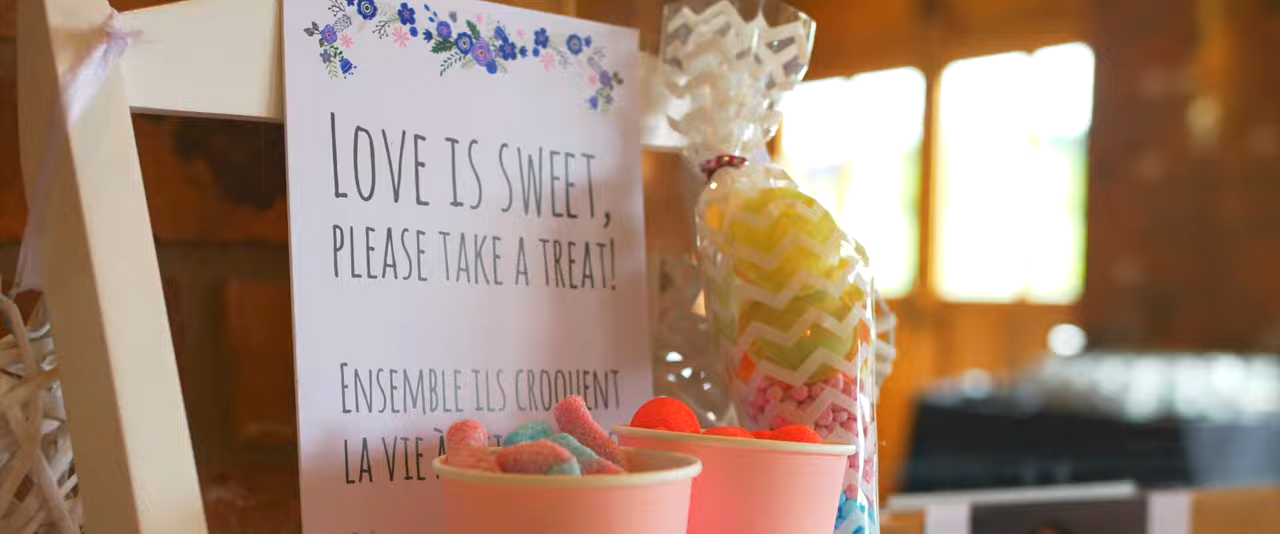 LOVE IS SWEET,
PLEASE TAKE A TREAT!
ENSEMBLE ILS CROQUENT
LA VIE À